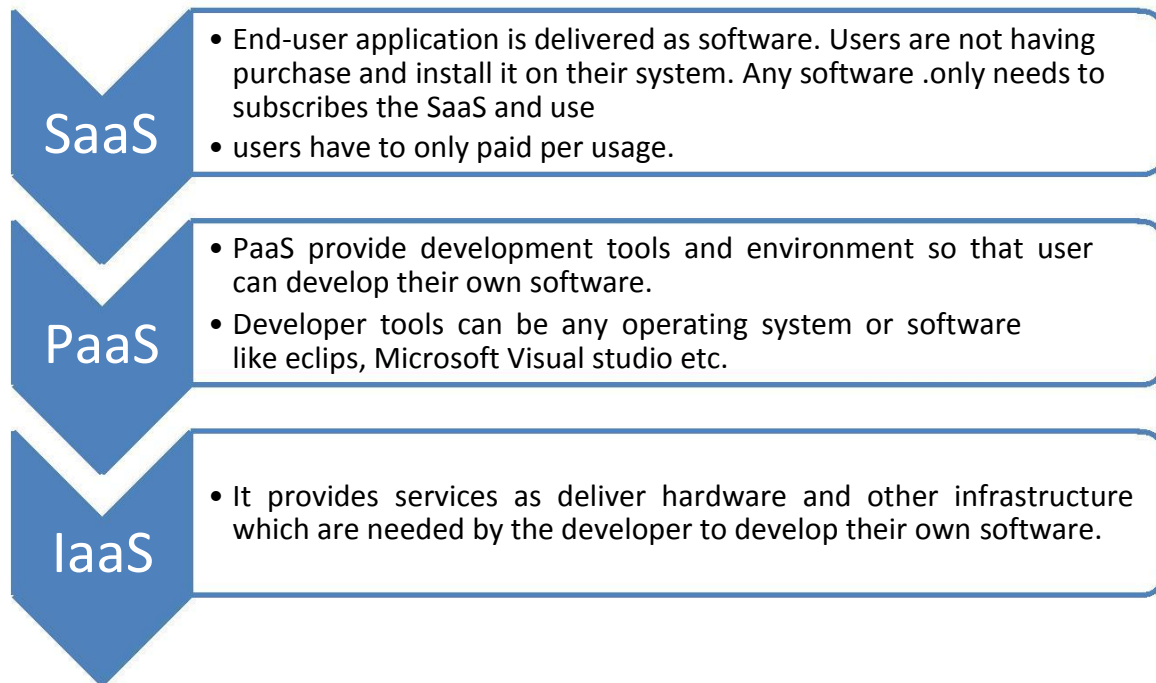 SaaS
• End-user application is delivered as software. Users are not having
purchase and install it on their system. Any software .only needs to
subscribes the SaaS and use
• users have to only paid per usage.
PaaS
• PaaS provide development tools and environment so that user
can develop their own software.
• Developer tools can be any operating system or software
like eclips, Microsoft Visual studio etc.
IaaS
• It provides services as deliver hardware and other infrastructure
which are needed by the developer to develop their own software.